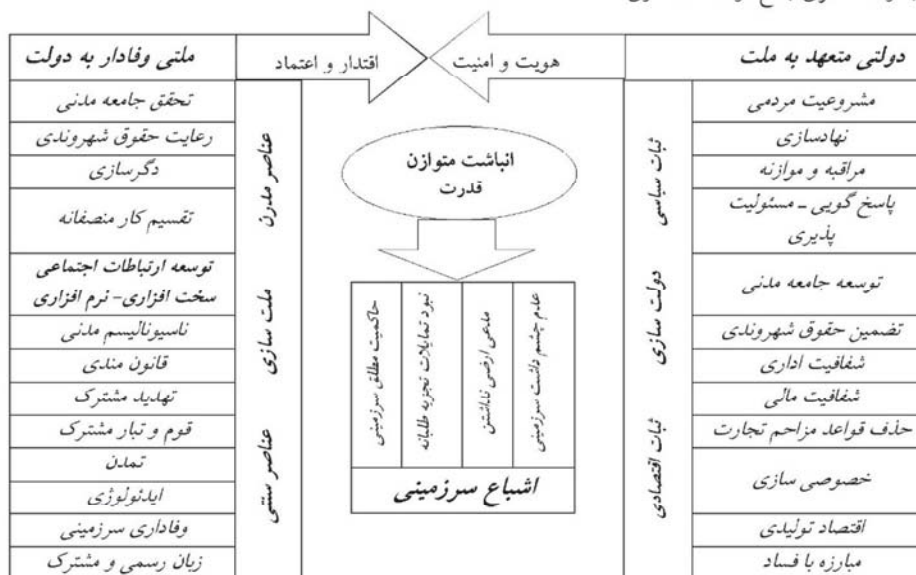 دولتی متعهد به ملت
مشروعیت مردمی
نهادسازی
مراقبه و موازنه
پاسخ گویی ـ مسئولیت
پذیری
توسعه جامعه مدنی
تضمین حقوق شهروندی
شفافیت اداری
شفافیت مالی
حذف قواعد مزاحم تجارت
خصوصی سازی
اقتصاد تولیدی
مبارزه با فساد
ثبات سیاسی
دولت سازی
ثبات اقتصادی
هویت و امنیت
اقتدار و اعتماد
انباشت متوازن
قدرت
عدم چشم داشت سرزمینی
مدعی ارضی نداشتن
نبود تمایلات تجزیه طلبانه
حاکمیت مطلق سرزمینی
اشباع سرزمینی
عناصر مدرن
ملت سازی
عناصر سنتی
ملتی وفادار به دولت
تحقق جامعه مدنی
رعایت حقوق شهروندی
دگرسازی
تقسیم کار منصفانه
توسعه ارتباطات اجتماعی
سخت افزاری- نرم افزاری
ناسیونالیسم مدنی
قانون مندی
تهدید مشترک
قوم و تبار مشترک
تمدن
ایدئولوژی
وفاداری سرزمینی
زبان رسمی و مشترک